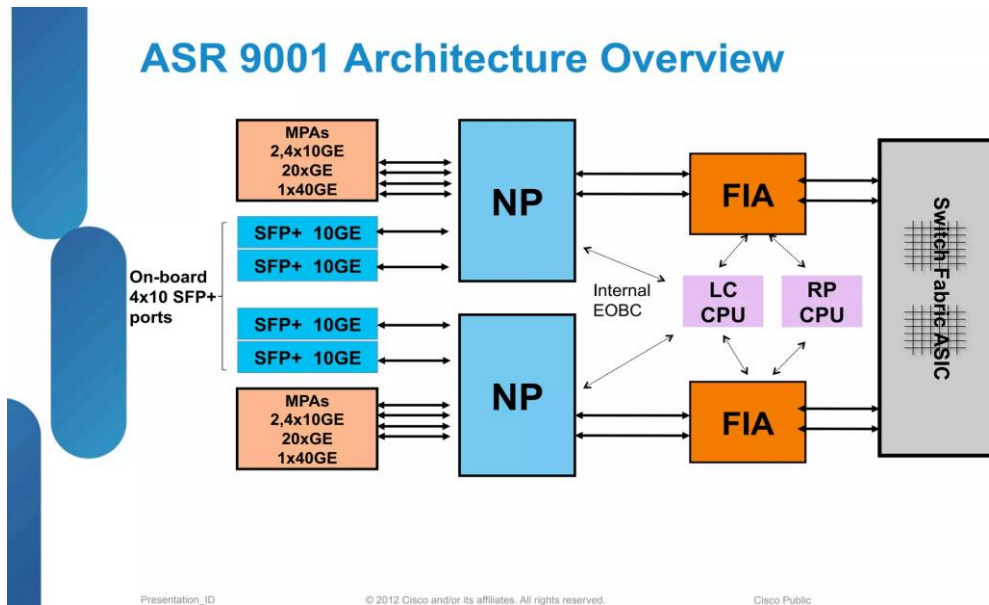 ASR 9001 Architecture Overview
MPAs
2,4x10GE
20xGE
1x40GE
SFP+ 10GE
SFP+ 10GE
On-board
4x10 SFP+
ports
SFP+ 10GE
SFP+ 10GE
MPAs
2,4x10GE
20xGE
1x40GE
NP
NP
Internal
EOBC
FIA
LC
CPU
RP
CPU
FIA
Switch Fabric ASIC
Presentation_ID
© 2012 Cisco and/or its affiliates. All rights reserved.
Cisco Public